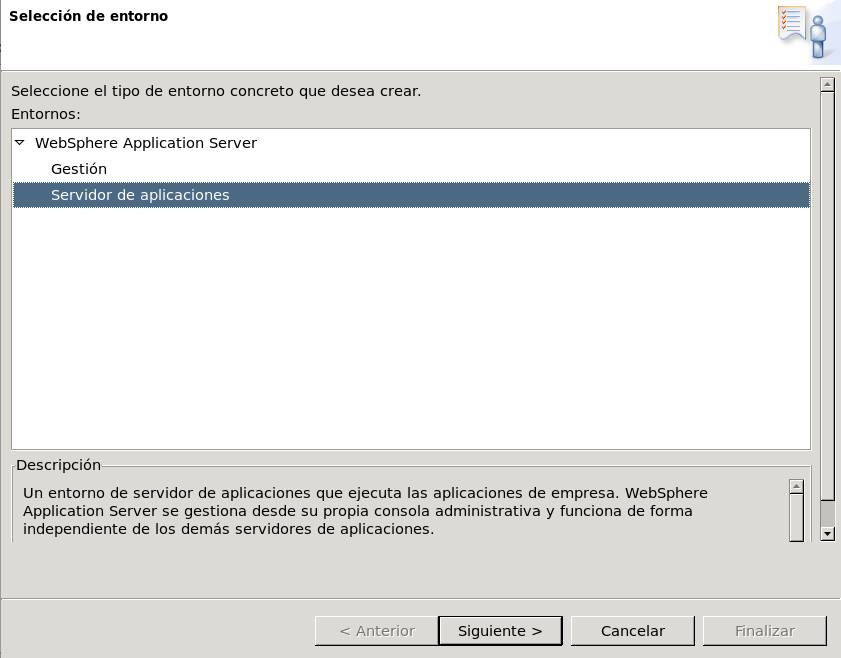 Selección de entorno
Seleccione el tipo de entorno concreto que desea crear.
Entornos:
WebSphere Application Server
Gestión
Servidor de aplicaciones
Descripción
Un entorno de servidor de aplicaciones que ejecuta las aplicaciones de empresa. WebSphere
Application Server se gestiona desde su propia consola administrativa y funciona de forma
independiente de los demás servidores de aplicaciones.
< Anterior
Siguiente >
Cancelar
Finalizar